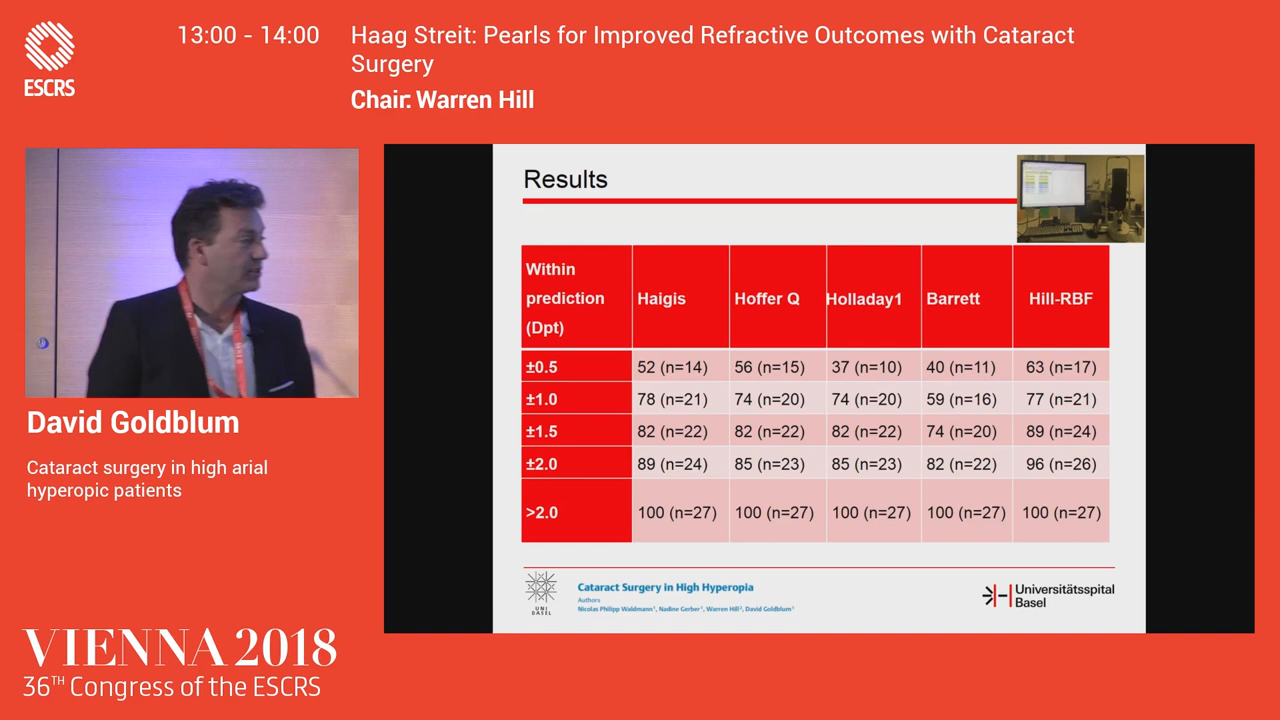 ESCRS
13:00 - 14:00
Haag Streit: Pearls for Improved Refractive Outcomes with Cataract
Surgery
Chair: Warren Hill
David Goldblum
Cataract surgery in high arial
hyperopic patients
VIENNA 2018
36TH Congress of the ESCRS
Results
Within
prediction
(Dpt)
Haigis
Hoffer Q
Holladay1
Barrett
Hill-RBF
±0.5 52 (n=14) 56 (n=15) 37 (n=10) 40 (n=11) 63 (n=17)
±1.0 78 (n=21) 74 (n=20) 74 (n=20) 59 (n=16) 77 (n=21)
±1.5 82 (n=22) 82 (n=22) 82 (n=22) 74 (n=20) 89 (n=24)
±2.0 89 (n=24) 85 (n=23) 85 (n=23) 82 (n=22) 96 (n=26)
>2.0 100 (n=27) 100 (n=27) 100 (n=27) 100 (n=27) 100 (n=27)
UNI
BASEL
Cataract Surgery in High Hyperopia
Authors
Nicolas Philipp Waldmann¹, Nadine Gerber¹, Warren Hill², David Goldblum¹
Universitätsspital
Basel